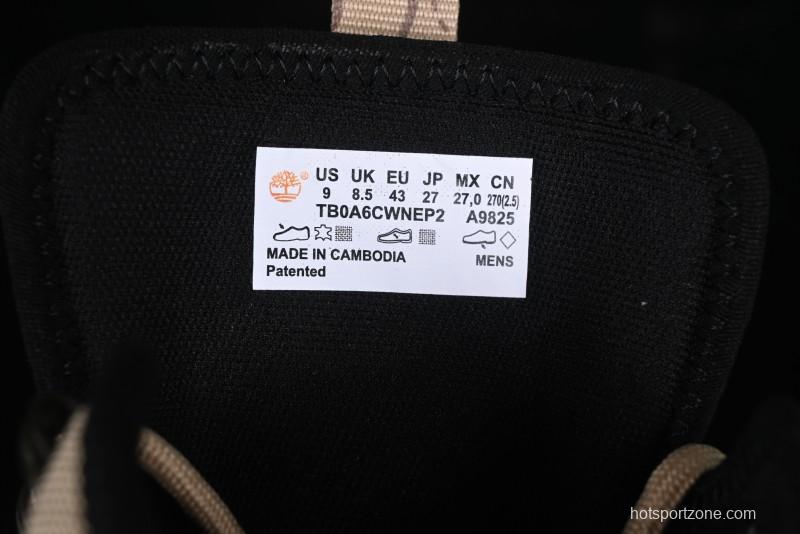 US UK EU JP MX CN
9 8.5 43 27 27,0 270(2.5)
TB0A6CWNEP2 A9825
MADE IN CAMBODIA
Patented
MENS
hotsportzone.com